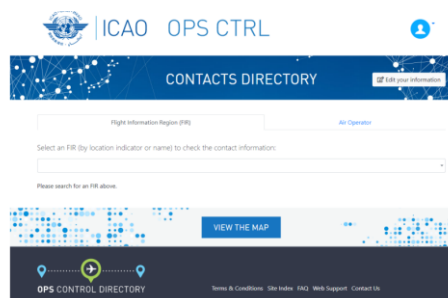 ICAO OPS CTRL
CONTACTS DIRECTORY
Edit your information
Flight Information Region (FIR) Air Operator
Select an FIR (by location indicator or name) to check the contact information:
Please search for an FIR above.
VIEW THE MAP
OPS CONTROL DIRECTORY
Terms & Conditions Site Index FAQ Web Support Contact Us